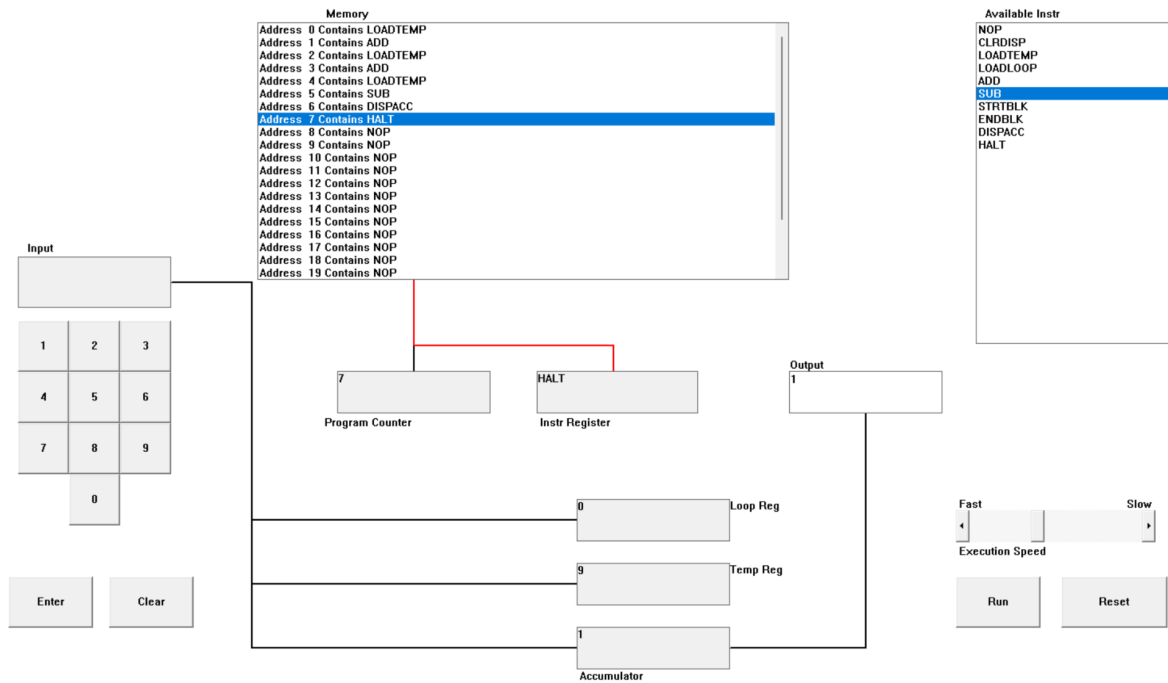 Memory
Available Instr
Address  0 Contains LOADTEMP
Address  1 Contains ADD
Address  2 Contains LOADTEMP
Address  3 Contains ADD
Address  4 Contains LOADTEMP
Address  5 Contains SUB
Address  6 Contains DISPACC
Address  7 Contains HALT
Address  8 Contains NOP
Address  9 Contains NOP
Address  10 Contains NOP
Address  11 Contains NOP
Address  12 Contains NOP
Address  13 Contains NOP
Address  14 Contains NOP
Address  15 Contains NOP
Address  16 Contains NOP
Address  17 Contains NOP
Address  18 Contains NOP
Address  19 Contains NOP
NOP
CLRDISP
LOADTEMP
LOADLOOP
ADD
SUB
STRTBLK
ENDBLK
DISPACC
HALT
Input
1 2 3
4 5 6
7 8 9
0
Enter Clear
7
Program Counter
HALT
Instr Register
Output
1
0
Loop Reg
9
Temp Reg
1
Accumulator
Fast Slow
Execution Speed
Run Reset